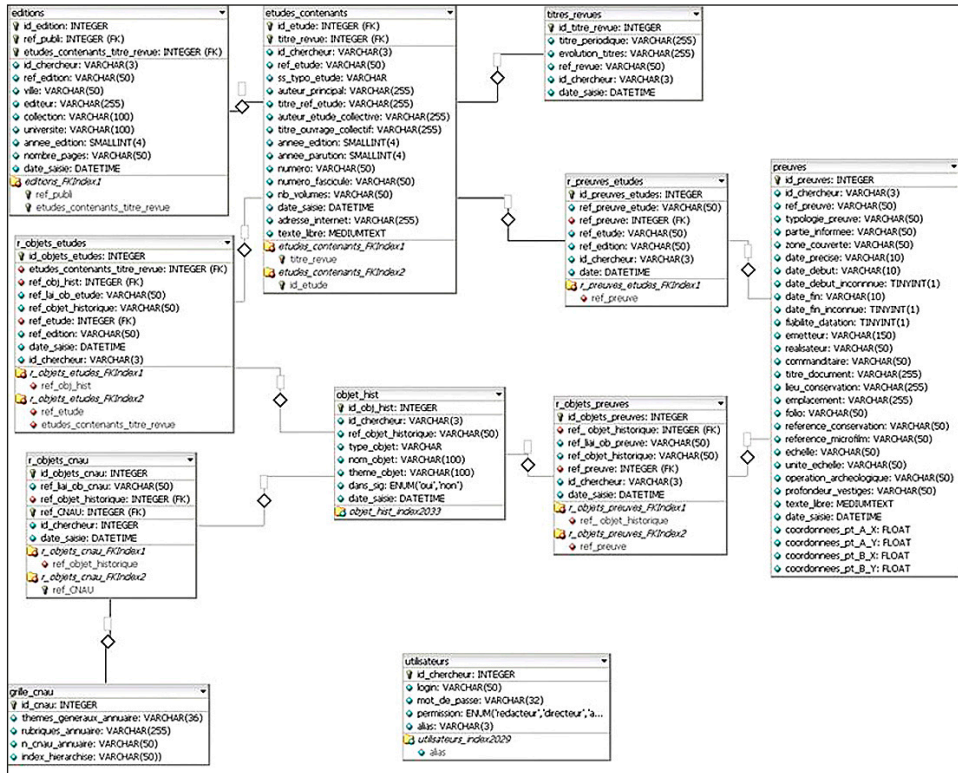 editions
id_edition: INTEGER
ref_publi: INTEGER (FK)
etudes_contenants_titre_revue: INTEGER (FK)
id_chercheur: VARCHAR(3)
ref_edition: VARCHAR(50)
ville: VARCHAR(50)
editeur: VARCHAR(255)
collection: VARCHAR(100)
universite: VARCHAR(100)
annee_edition: SMALLINT(4)
nombre_pages: VARCHAR(50)
date_saisie: DATETIME
editions_FKIndex1
ref_publi
etudes_contenants_titre_revue
etudes_contenants
id_etude: INTEGER (FK)
titre_revue: INTEGER (FK)
id_chercheur: VARCHAR(3)
ref_etude: VARCHAR(50)
ss_typo_etude: VARCHAR
auteur_principal: VARCHAR(255)
titre_ref_etude: VARCHAR(255)
auteur_etude_collective: VARCHAR(255)
titre_ouvrage_collectif: VARCHAR(255)
annee_edition: SMALLINT(4)
annee_parution: SMALLINT(4)
numero: VARCHAR(50)
numero_fascicule: VARCHAR(50)
nb_volumes: VARCHAR(50)
date_saisie: DATETIME
adresse_internet: VARCHAR(255)
texte_libre: MEDIUMTEXT
etudes_contenants_FKIndex1
titre_revue
etudes_contenants_FKIndex2
id_etude
titres_revues
id_titre_revue: INTEGER
titre_periodique: VARCHAR(255)
evolution_titres: VARCHAR(255)
ref_revue: VARCHAR(50)
id_chercheur: VARCHAR(3)
date_saisie: DATETIME
r_preuves_etudes
id_preuves_etudes: INTEGER
ref_preuve_etude: VARCHAR(50)
ref_preuve: INTEGER (FK)
ref_etude: VARCHAR(50)
ref_edition: VARCHAR(50)
id_chercheur: VARCHAR(3)
date: DATETIME
r_preuves_etudes_FKIndex1
ref_preuve
preuves
id_preuves: INTEGER
id_chercheur: VARCHAR(3)
ref_preuve: VARCHAR(50)
typologie_preuve: VARCHAR(50)
partie_informee: VARCHAR(50)
zone_couverte: VARCHAR(50)
date_precise: VARCHAR(10)
date_debut: VARCHAR(10)
date_debut_inconnnue: TINYINT(1)
date_fin: VARCHAR(10)
date_fin_inconnue: TINYINT(1)
fiabilite_datation: TINYINT(1)
emetteur: VARCHAR(150)
realisateur: VARCHAR(50)
commanditaire: VARCHAR(50)
titre_document: VARCHAR(255)
lieu_conservation: VARCHAR(255)
emplacement: VARCHAR(255)
folio: VARCHAR(50)
reference_conservation: VARCHAR(50)
reference_microfilm: VARCHAR(50)
echelle: VARCHAR(50)
unite_echelle: VARCHAR(50)
operation_archeologique: VARCHAR(50)
profondeur_vestiges: VARCHAR(50)
texte_libre: MEDIUMTEXT
date_saisie: DATETIME
coordonnees_pt_A_X: FLOAT
coordonnees_pt_A_Y: FLOAT
coordonnees_pt_B_X: FLOAT
coordonnees_pt_B_Y: FLOAT
r_objets_etudes
id_objets_etudes: INTEGER
etudes_contenants_titre_revue: INTEGER (FK)
ref_obj_hist: INTEGER (FK)
ref_lai_ob_etude: VARCHAR(50)
ref_objet_historique: VARCHAR(50)
ref_etude: INTEGER (FK)
ref_edition: VARCHAR(50)
date_saisie: DATETIME
id_chercheur: VARCHAR(3)
r_objets_etudes_FKIndex1
ref_obj_hist
r_objets_etudes_FKIndex2
ref_etude
etudes_contenants_titre_revue
objet_hist
id_obj_hist: INTEGER
id_chercheur: VARCHAR(3)
ref_objet_historique: VARCHAR(50)
type_objet: VARCHAR
nom_objet: VARCHAR(100)
theme_objet: VARCHAR(100)
dans_sig: ENUM('oui','non')
date_saisie: DATETIME
objet_hist_index2033
r_objets_preuves
id_objets_preuves: INTEGER
ref_ objet_historique: INTEGER (FK)
ref_liai_ob_preuve: VARCHAR(50)
ref_objet_historique: VARCHAR(50)
ref_preuve: INTEGER (FK)
id_chercheur: VARCHAR(3)
date_saisie: DATETIME
r_objets_preuves_FKIndex1
ref_ objet_historique
r_objets_preuves_FKIndex2
ref_preuve
r_objets_cnau
id_objets_cnau: INTEGER
ref_liai_ob_cnau: VARCHAR(50)
ref_objet_historique: INTEGER (FK)
ref_CNAU: INTEGER (FK)
id_chercheur: INTEGER
date_saisie: DATETIME
r_objets_cnau_FKIndex1
ref_objet_historique
r_objets_cnau_FKIndex2
ref_CNAU
grille_cnau
id_cnau: INTEGER
themes_generaux_annuaire: VARCHAR(36)
rubriques_annuaire: VARCHAR(255)
n_cnau_annuaire: VARCHAR(50)
index_hierarchise: VARCHAR(50))
utilisateurs
id_chercheur: INTEGER
login: VARCHAR(50)
mot_de_passe: VARCHAR(32)
permission: ENUM('redacteur','directeur','a...
alias: VARCHAR(3)
utilisateurs_index2029
alias